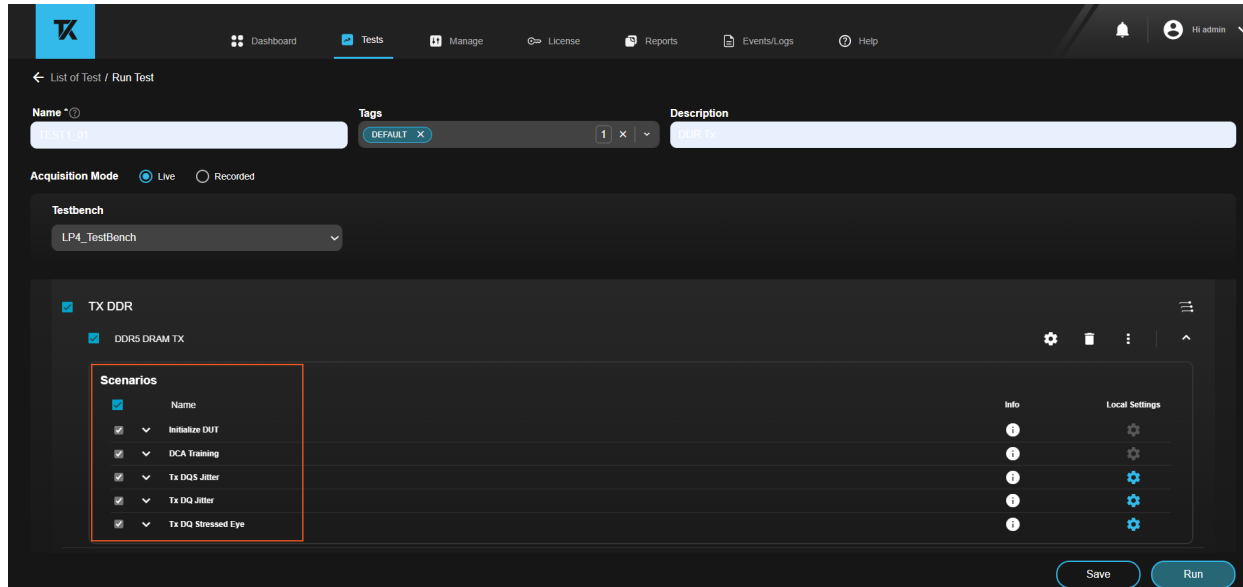 TK
Dashboard Tests Manage License Reports Events/Logs Help Hi admin
List of Test / Run Test
Name * Tags Description
TEST1_01 DEFAULT 1 DDR Tx
Acquisition Mode Live Recorded
Testbench
LP4_TestBench
TX DDR
DDR5 DRAM TX
Scenarios
Name Info Local Settings
Initialize DUT
DCA Training
Tx DQS Jitter
Tx DQ Jitter
Tx DQ Stressed Eye
Save Run